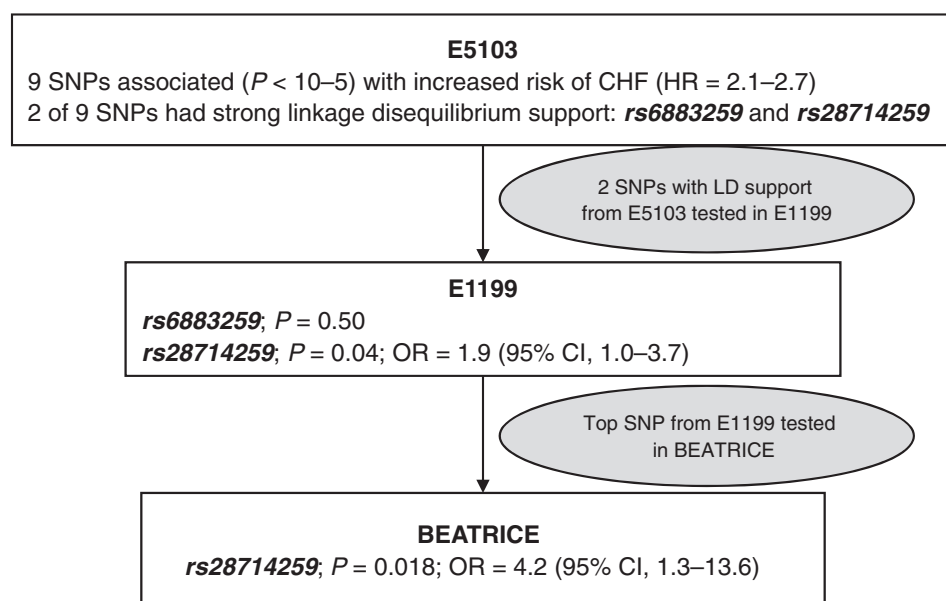 E5103
9 SNPs associated (P < 10–5) with increased risk of CHF (HR = 2.1–2.7)
2 of 9 SNPs had strong linkage disequilibrium support: rs6883259 and rs28714259
2 SNPs with LD support
from E5103 tested in E1199
E1199
rs6883259; P = 0.50
rs28714259; P = 0.04; OR = 1.9 (95% CI, 1.0–3.7)
Top SNP from E1199 tested
in BEATRICE
BEATRICE
rs28714259; P = 0.018; OR = 4.2 (95% CI, 1.3–13.6)